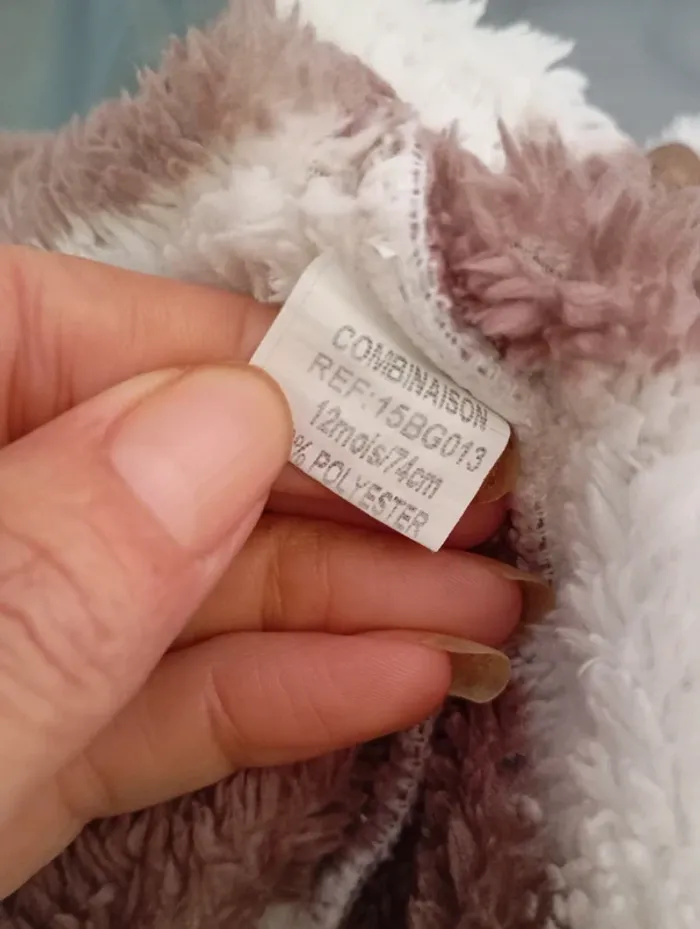 COMBINAISON
REF:15BG013
12mois/74cm
% POLYESTER